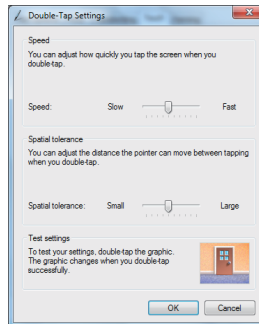 Double-Tap Settings
Speed
You can adjust how quickly you tap the screen when you
double-tap.
Speed: Slow Fast
Spatial tolerance
You can adjust the distance the pointer can move between tapping
when you double-tap.
Spatial tolerance: Small Large
Test settings
To test your settings, double-tap the graphic.
The graphic changes when you double-tap
successfully.
OK Cancel